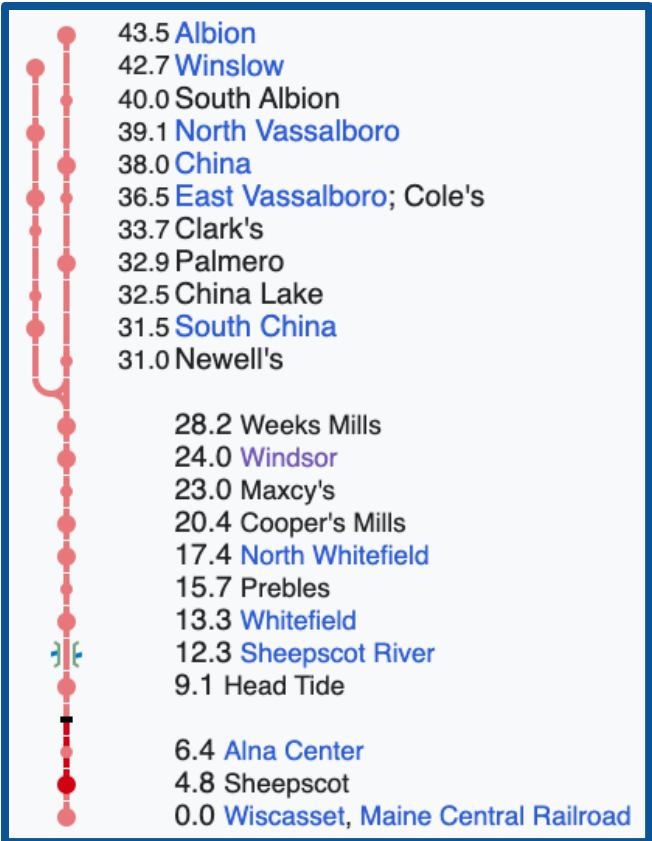 43.5 Albion
42.7 Winslow
40.0 South Albion
39.1 North Vassalboro
38.0 China
36.5 East Vassalboro; Cole's
33.7 Clark's
32.9 Palmero
32.5 China Lake
31.5 South China
31.0 Newell's
28.2 Weeks Mills
24.0 Windsor
23.0 Maxcy's
20.4 Cooper's Mills
17.4 North Whitefield
15.7 Prebles
13.3 Whitefield
12.3 Sheepscot River
9.1 Head Tide
6.4 Alna Center
4.8 Sheepscot
0.0 Wiscasset, Maine Central Railroad